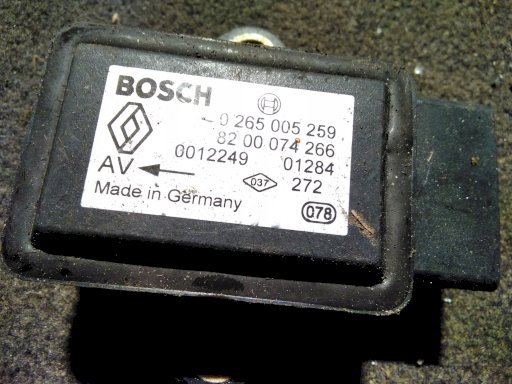 BOSCH
0 265 005 259
82 00 074 266
0012249 01284
AV 037 272
Made in Germany 078